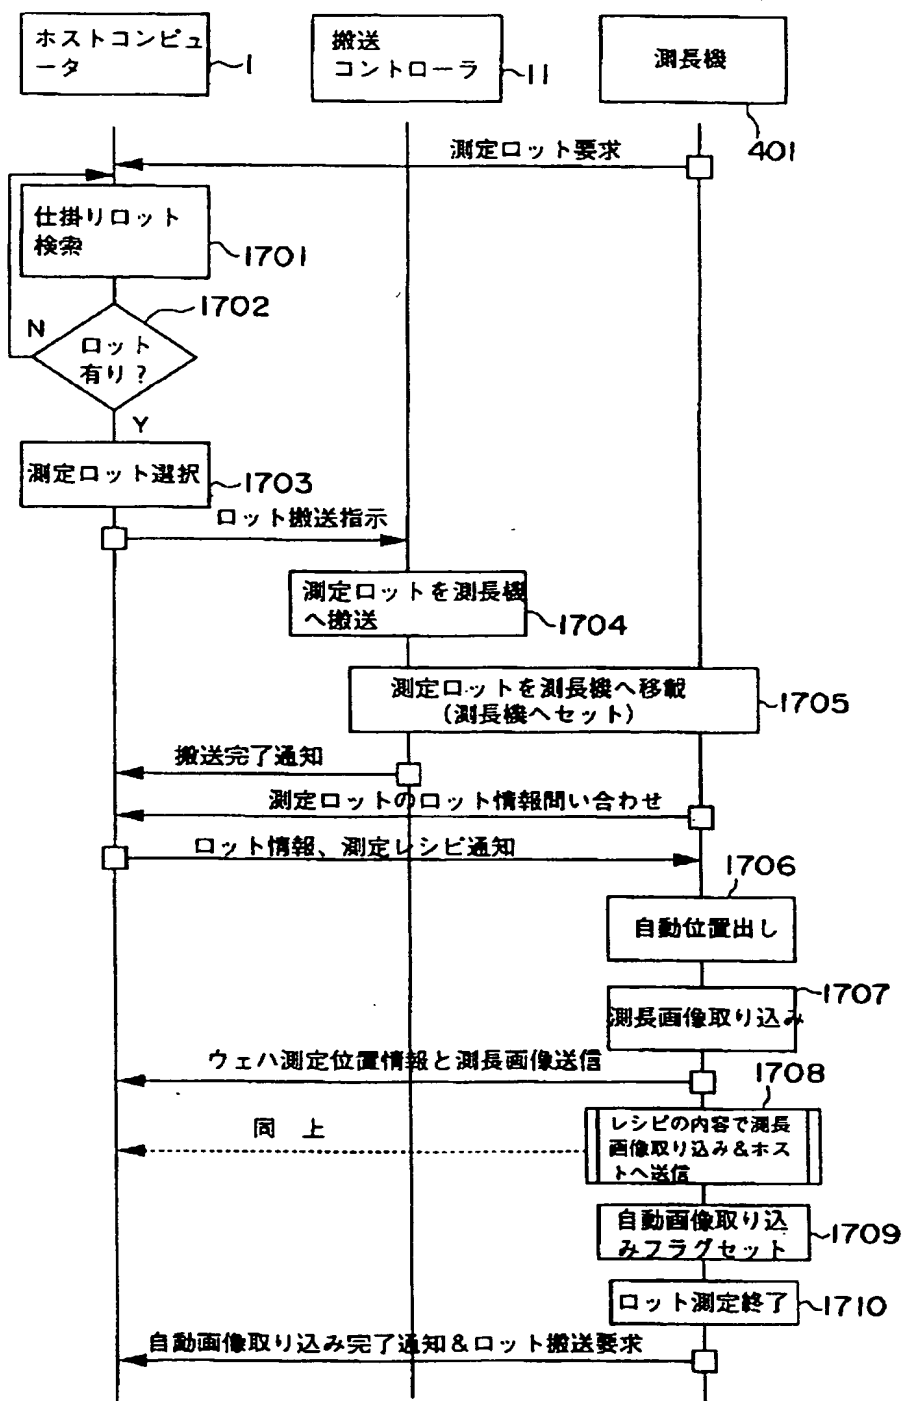 ホストコンピュ
ータ
1
搬送
コントローラ
11
測長機
401
測定ロット要求
仕掛りロット
検索
1701
1702
N
ロット
有り?
Y
測定ロット選択
1703
ロット搬送指示
測定ロットを測長機
へ搬送
1704
測定ロットを測長機へ移載
(測長機へセット)
1705
搬送完了通知
測定ロットのロット情報問い合わせ
ロット情報、測定レシピ通知
1706
自動位置出し
1707
測長画像取り込み
ウェハ測定位置情報と測長画像送信
1708
レシピの内容で測長
画像取り込み&ホス
トへ送信
同 上
自動画像取り込
みフラグセット
1709
ロット測定終了
1710
自動画像取り込み完了通知&ロット搬送要求